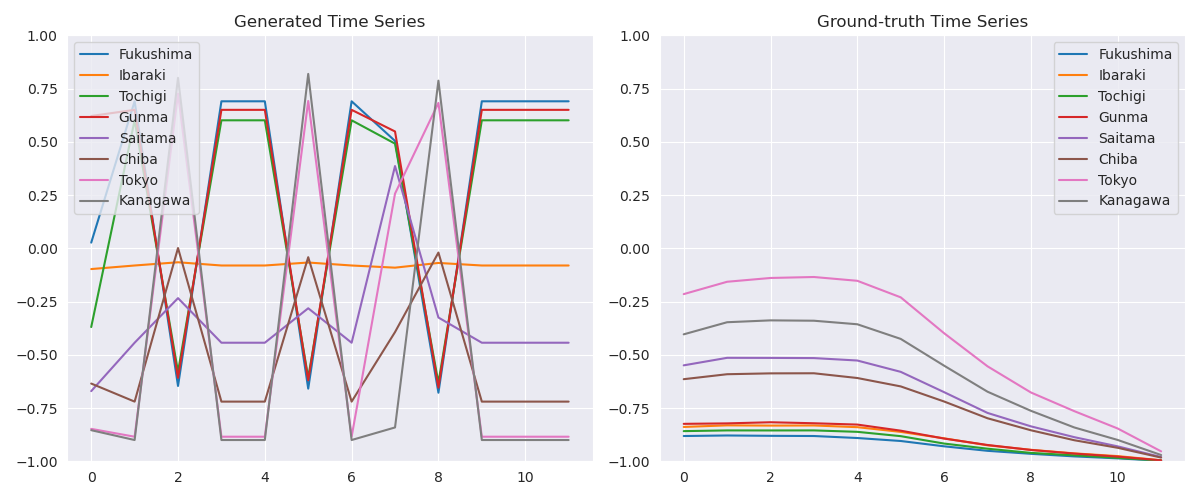 Generated Time Series
1.00
0.75
0.50
0.25
0.00
−0.25
−0.50
−0.75
−1.00
Fukushima
Ibaraki
Tochigi
Gunma
Saitama
Chiba
Tokyo
Kanagawa
0 2 4 6 8 10
Ground-truth Time Series
1.00
0.75
0.50
0.25
0.00
−0.25
−0.50
−0.75
−1.00
Fukushima
Ibaraki
Tochigi
Gunma
Saitama
Chiba
Tokyo
Kanagawa
0 2 4 6 8 10